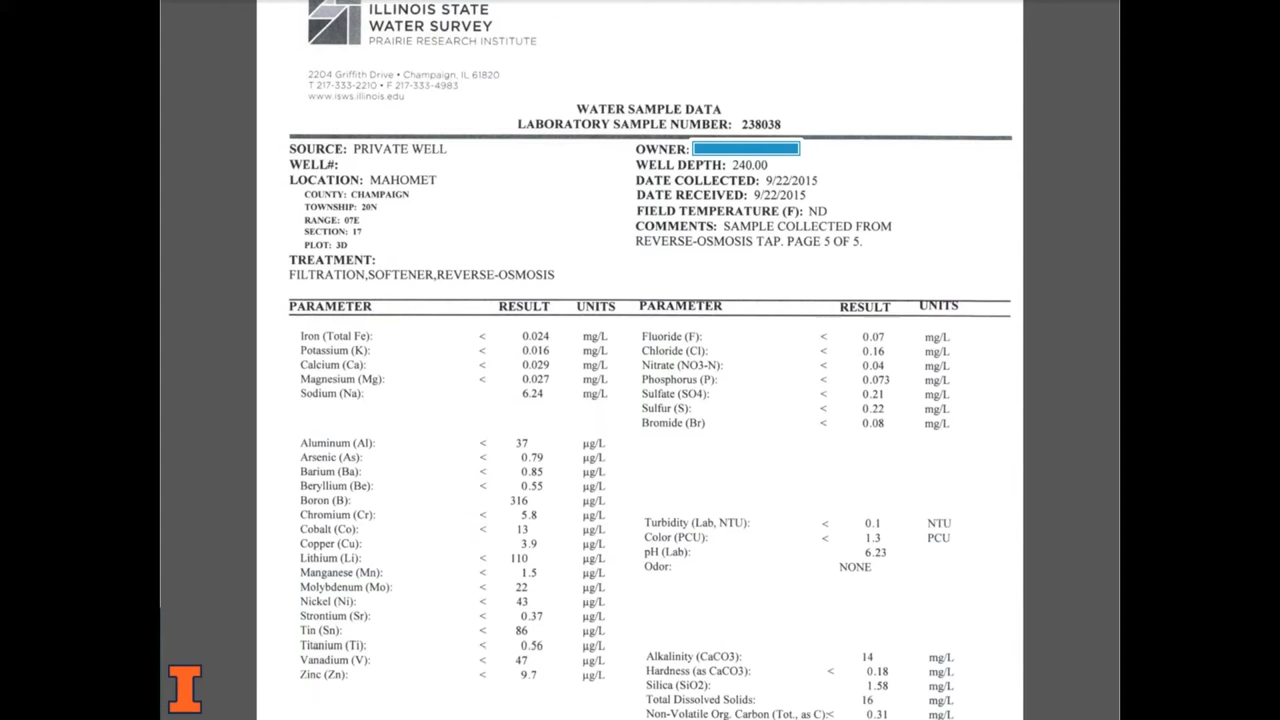 ILLINOIS STATE
WATER SURVEY
PRAIRIE RESEARCH INSTITUTE
2204 Griffith Drive • Champaign, IL 61820
T 217-333-2210 • F 217-333-4983
www.isws.illinois.edu
WATER SAMPLE DATA
LABORATORY SAMPLE NUMBER: 238038
SOURCE: PRIVATE WELL
WELL#:
LOCATION: MAHOMET
COUNTY: CHAMPAIGN
TOWNSHIP: 20N
RANGE: 07E
SECTION: 17
PLOT: 3D
TREATMENT:
FILTRATION,SOFTENER,REVERSE-OSMOSIS
OWNER:
WELL DEPTH: 240.00
DATE COLLECTED: 9/22/2015
DATE RECEIVED: 9/22/2015
FIELD TEMPERATURE (F): ND
COMMENTS: SAMPLE COLLECTED FROM
REVERSE-OSMOSIS TAP. PAGE 5 OF 5.
PARAMETER RESULT UNITS
Iron (Total Fe): < 0.024 mg/L
Potassium (K): < 0.016 mg/L
Calcium (Ca): < 0.029 mg/L
Magnesium (Mg): < 0.027 mg/L
Sodium (Na): 6.24 mg/L
Aluminum (Al): < 37 µg/L
Arsenic (As): < 0.79 µg/L
Barium (Ba): < 0.85 µg/L
Beryllium (Be): < 0.55 µg/L
Boron (B): 316 µg/L
Chromium (Cr): < 5.8 µg/L
Cobalt (Co): < 13 µg/L
Copper (Cu): 3.9 µg/L
Lithium (Li): < 110 µg/L
Manganese (Mn): < 1.5 µg/L
Molybdenum (Mo): < 22 µg/L
Nickel (Ni): < 43 µg/L
Strontium (Sr): < 0.37 µg/L
Tin (Sn): < 86 µg/L
Titanium (Ti): < 0.56 µg/L
Vanadium (V): < 47 µg/L
Zinc (Zn): < 9.7 µg/L
PARAMETER RESULT UNITS
Fluoride (F): < 0.07 mg/L
Chloride (Cl): < 0.16 mg/L
Nitrate (NO3-N): < 0.04 mg/L
Phosphorus (P): < 0.073 mg/L
Sulfate (SO4): < 0.21 mg/L
Sulfur (S): < 0.22 mg/L
Bromide (Br) < 0.08 mg/L
Turbidity (Lab, NTU): < 0.1 NTU
Color (PCU): < 1.3 PCU
pH (Lab): 6.23
Odor: NONE
Alkalinity (CaCO3): 14 mg/L
Hardness (as CaCO3): < 0.18 mg/L
Silica (SiO2): 1.58 mg/L
Total Dissolved Solids: 16 mg/L
Non-Volatile Org. Carbon (Tot., as C):< 0.31 mg/L
I